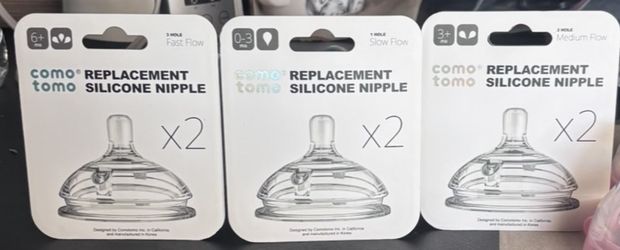 6+ mo
3 HOLE
Fast Flow
como® REPLACEMENT
tomo SILICONE NIPPLE
x2
Designed by Comotomo Inc. in California
and manufactured in Korea
0-3 mo
1 HOLE
Slow Flow
como® REPLACEMENT
tomo SILICONE NIPPLE
x2
Designed by Comotomo Inc. in California
and manufactured in Korea
3+ mo
2 HOLE
Medium Flow
como® REPLACEMENT
tomo SILICONE NIPPLE
x2
Designed by Comotomo Inc. in California
and manufactured in Korea